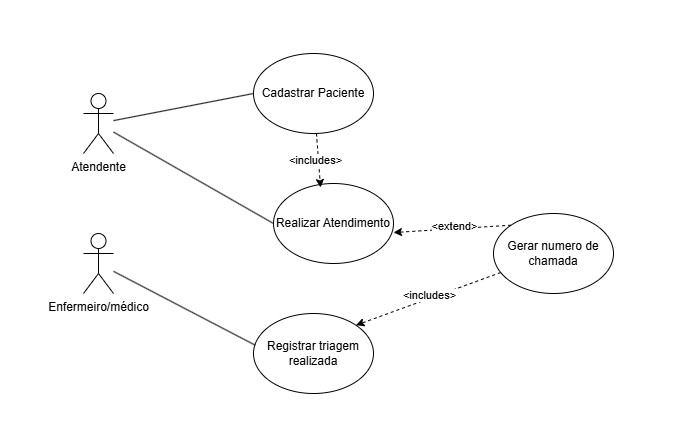 Cadastrar Paciente
<includes>
Atendente
Realizar Atendimento
<extend>
Gerar numero de
chamada
<includes>
Enfermeiro/médico
Registrar triagem
realizada